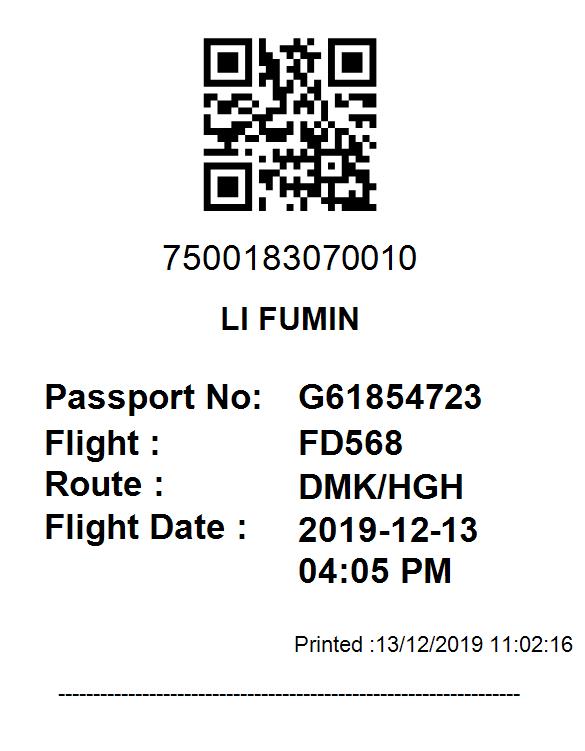 7500183070010
LI FUMIN
Passport No: G61854723
Flight : FD568
Route : DMK/HGH
Flight Date : 2019-12-13
04:05 PM
Printed :13/12/2019 11:02:16
------------------------------------------------------------------